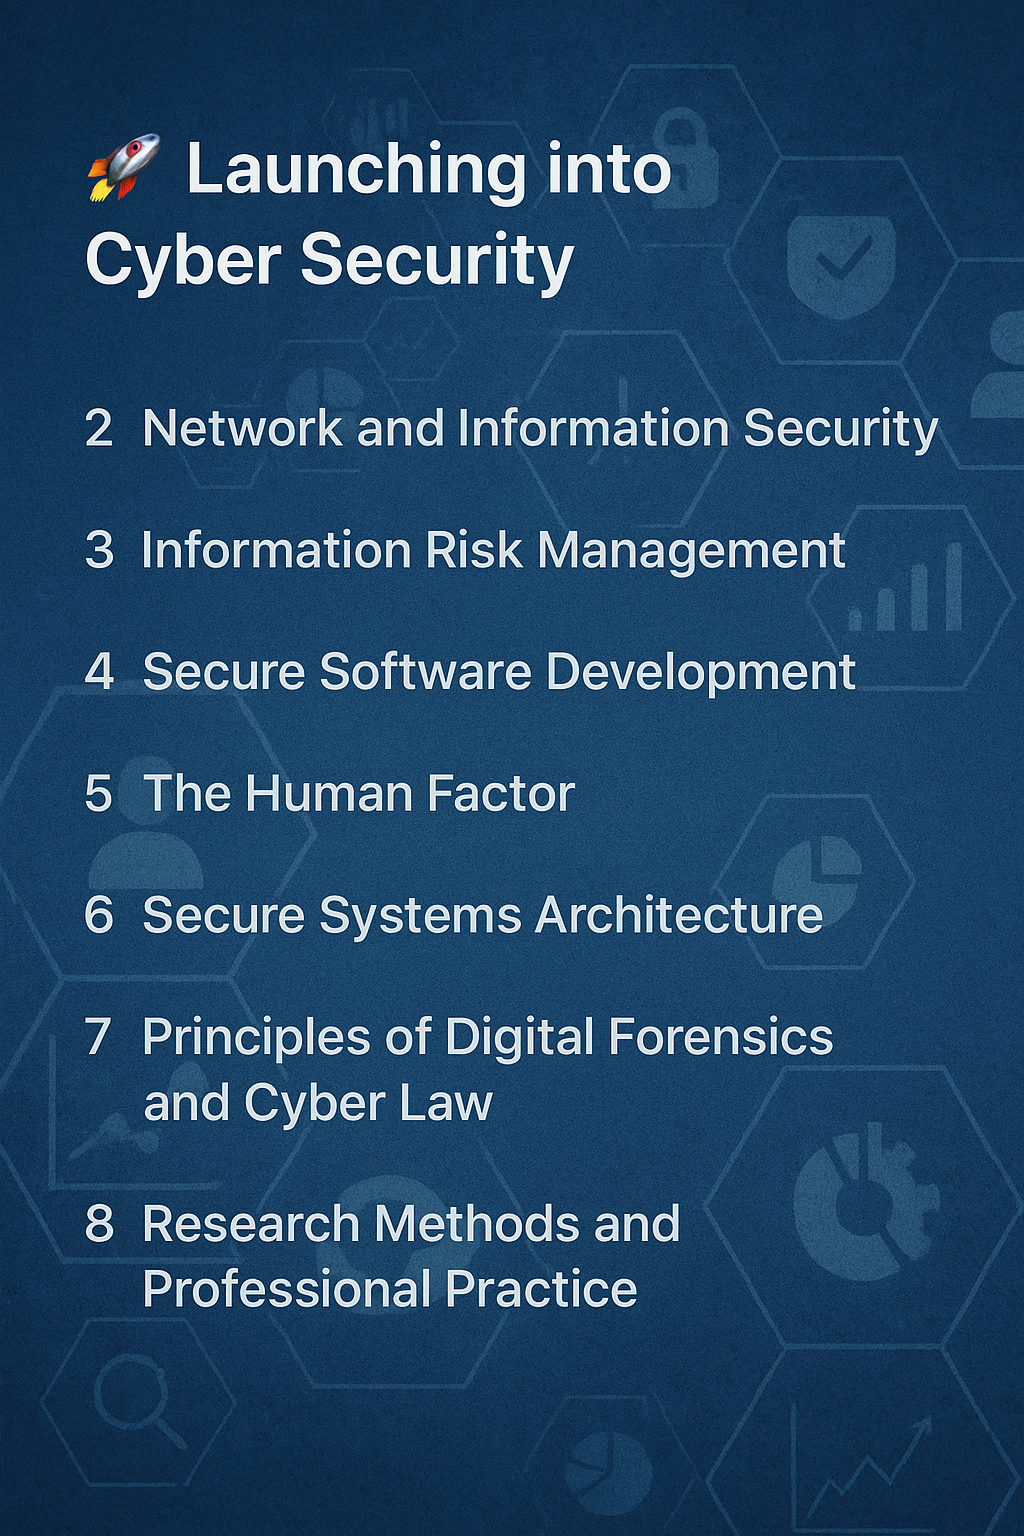 🚀 Launching into
Cyber Security
2 Network and Information Security
3 Information Risk Management
4 Secure Software Development
5 The Human Factor
6 Secure Systems Architecture
7 Principles of Digital Forensics
and Cyber Law
8 Research Methods and
Professional Practice